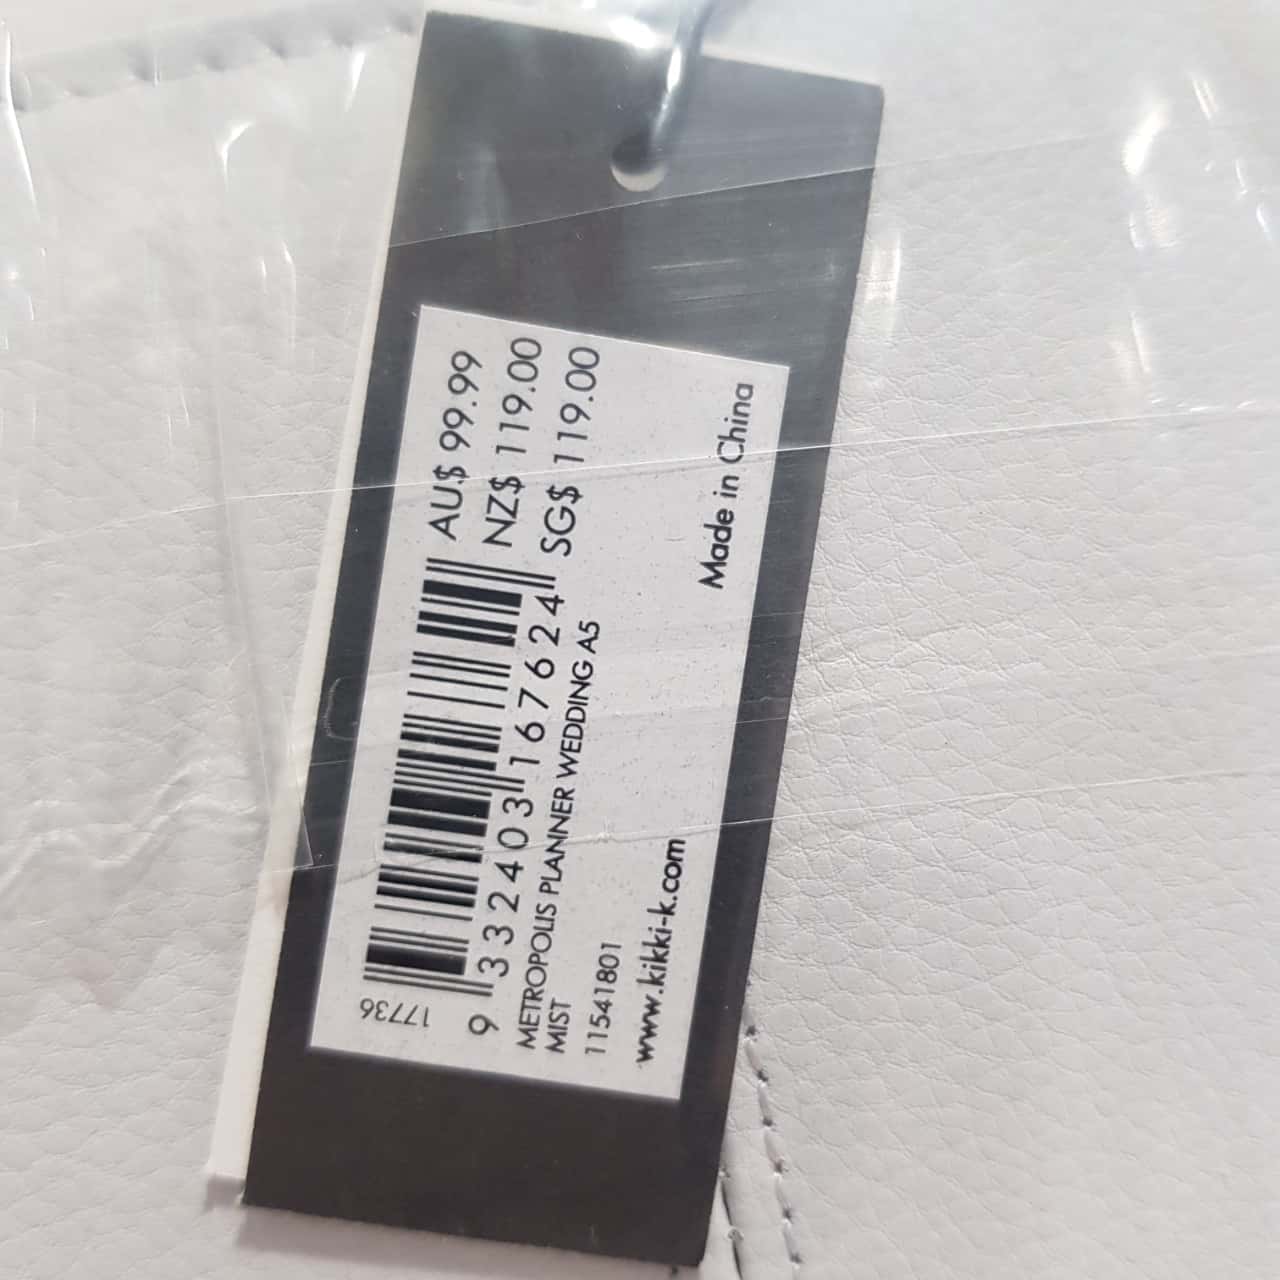 17736
AU$ 99.99
NZ$ 119.00
SG$ 119.00
9 332403 167624
METROPOLIS PLANNER WEDDING A5
MIST
11541801
www.kikki-k.com
Made in China